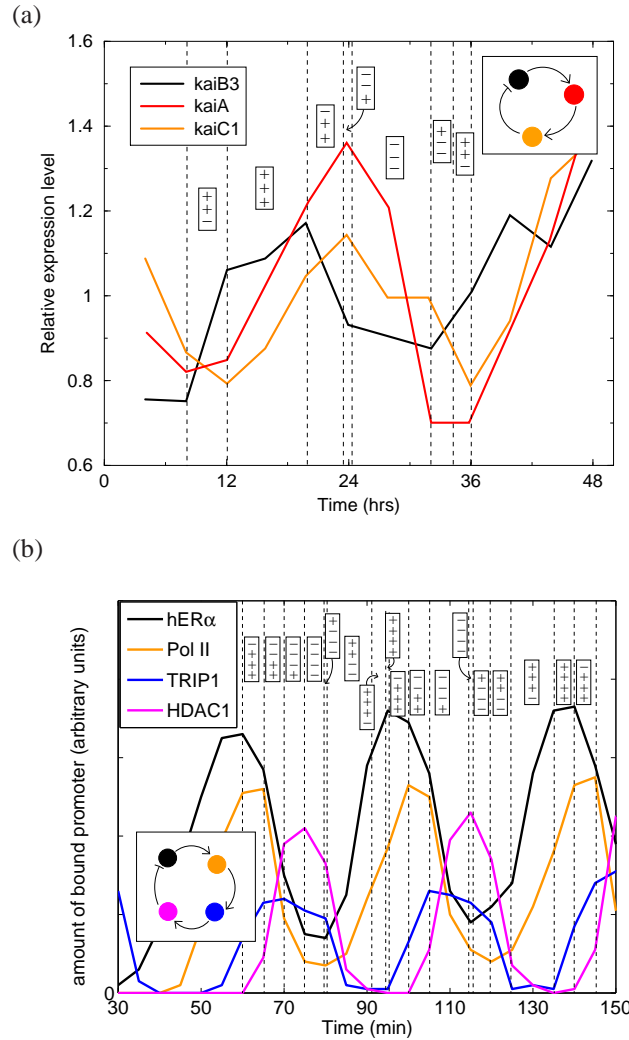 (a)
1.6
1.4
1.2
1
0.8
0.6
Relative expression level
kaiB3
kaiA
kaiC1
++−
+++
−++
−−+
−−−
+−−
++−
0
12
24
36
48
Time (hrs)
(b)
amount of bound promoter (arbitrary units)
hERα
Pol II
TRIP1
HDAC1
0
30
50
70
90
110
130
150
Time (min)